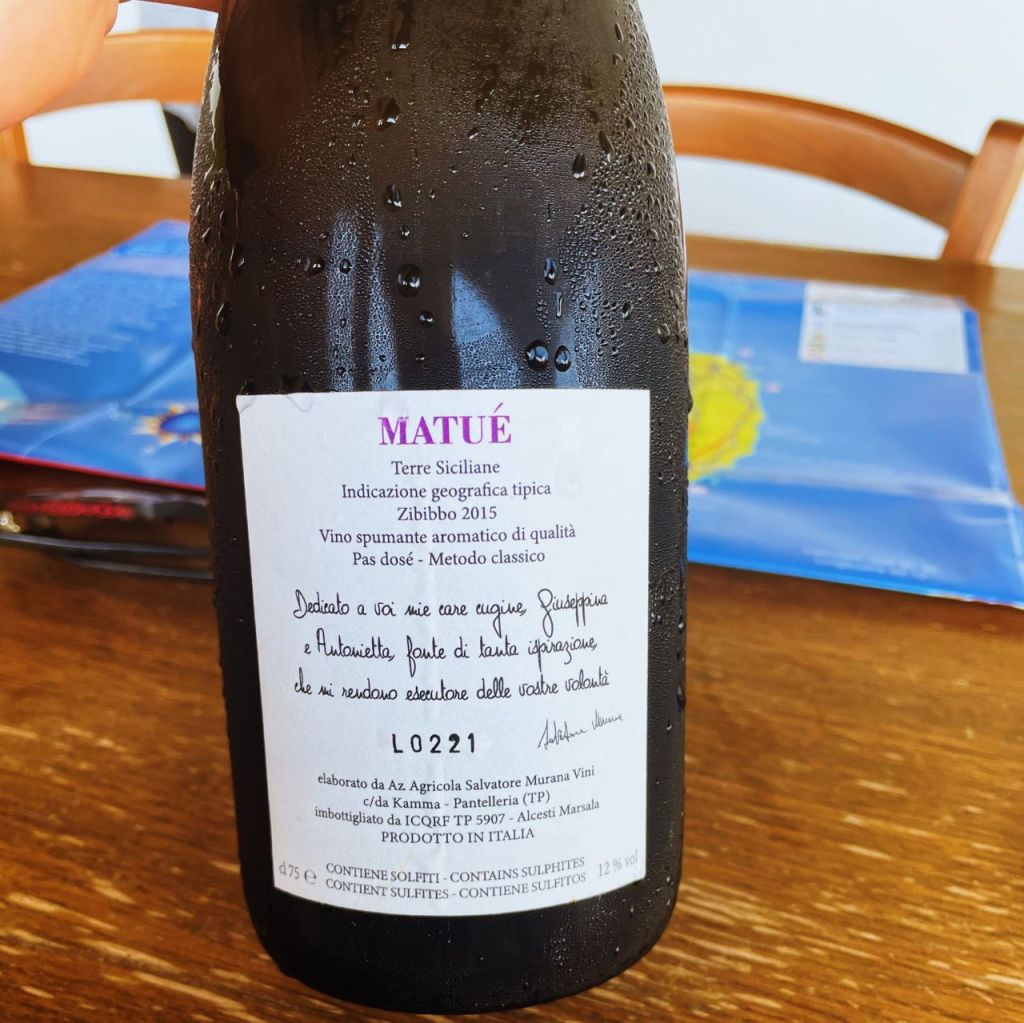 MATUÉ
Terre Siciliane
Indicazione geografica tipica
Zibibbo 2015
Vino spumante aromatico di qualità
Pas dosé - Metodo classico
Dedicato a voi mie care cugine, Giuseppina
e Antonietta, fonte di tanta ispirazione,
che mi rendono esecutore delle vostre volontà
L0221
Salvatore Murana
elaborato da Az Agricola Salvatore Murana Vini
c/da Kamma - Pantelleria (TP)
imbottigliato da ICQRF TP 5907 - Alcesti Marsala
PRODOTTO IN ITALIA
cl 75 e CONTIENE SOLFITI - CONTAINS SULPHITES 12 % vol
CONTIENT SULFITES - CONTIENE SULFITOS